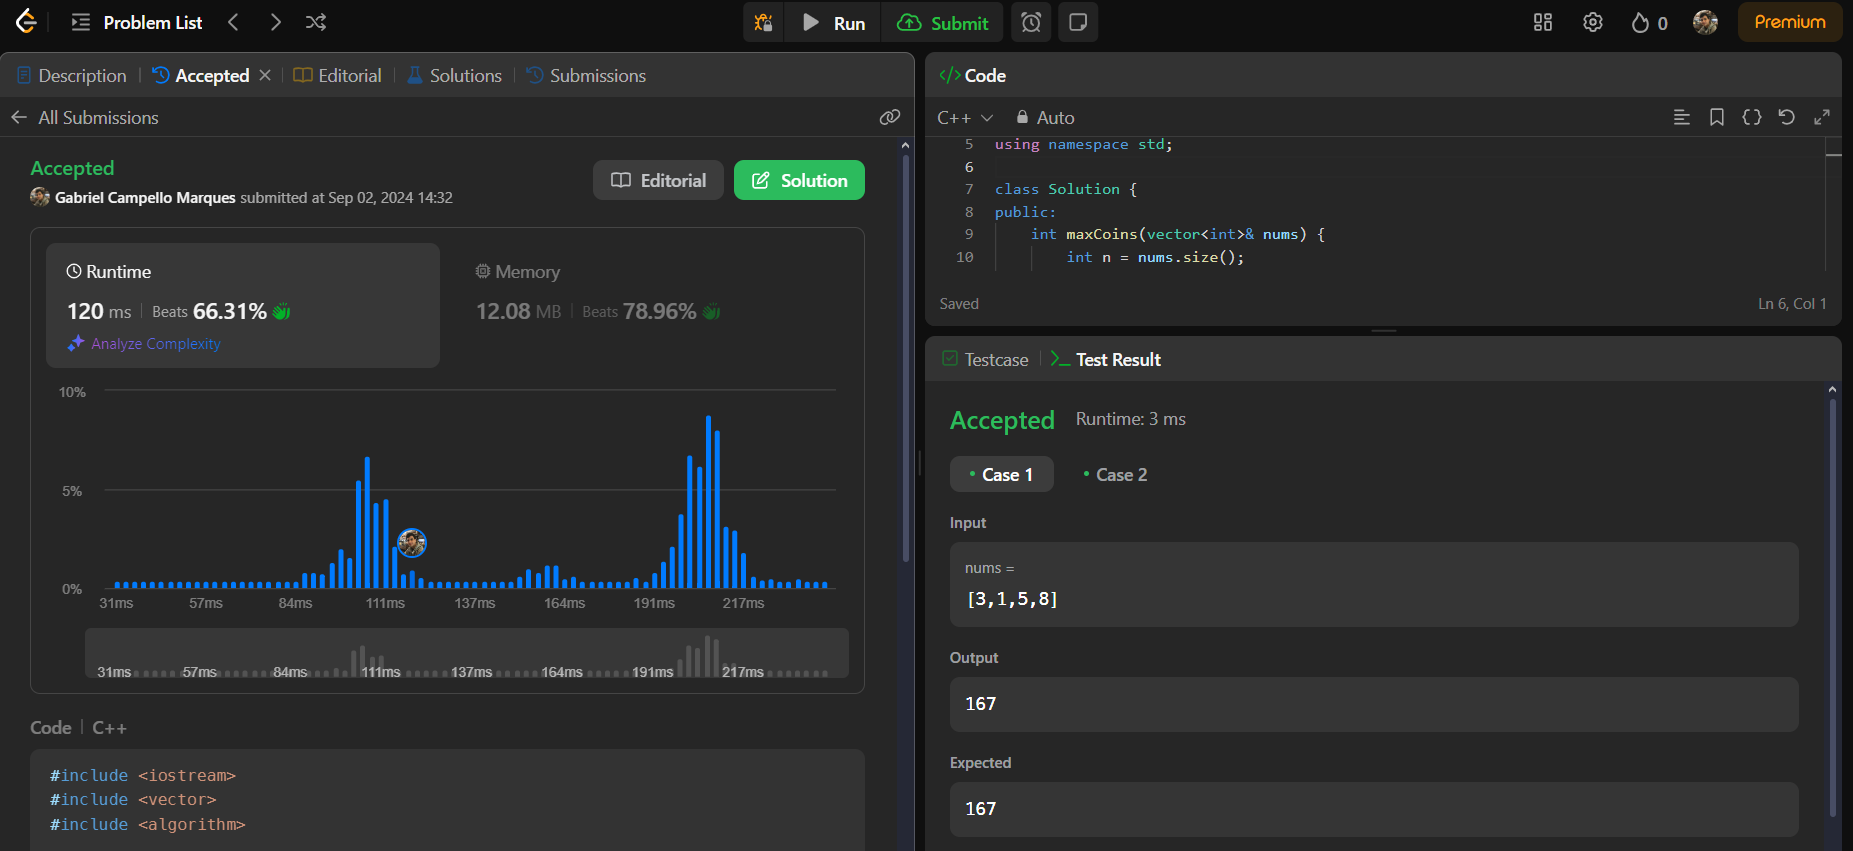 Problem List
Run
Submit
0
Premium
Description
Accepted
Editorial
Solutions
Submissions
All Submissions
Accepted
Gabriel Campello Marques submitted at Sep 02, 2024 14:32
Editorial
Solution
Runtime
120 ms | Beats 66.31%
Analyze Complexity
Memory
12.08 MB | Beats 78.96%
10%
5%
0%
31ms 57ms 84ms 111ms 137ms 164ms 191ms 217ms
31ms 57ms 84ms 111ms 137ms 164ms 191ms 217ms
Code | C++
#include <iostream>
#include <vector>
#include <algorithm>
</> Code
C++
Auto
5 using namespace std;
6
7 class Solution {
8 public:
9 int maxCoins(vector<int>& nums) {
10 int n = nums.size();
Saved
Ln 6, Col 1
Testcase
Test Result
Accepted
Runtime: 3 ms
Case 1
Case 2
Input
nums =
[3,1,5,8]
Output
167
Expected
167